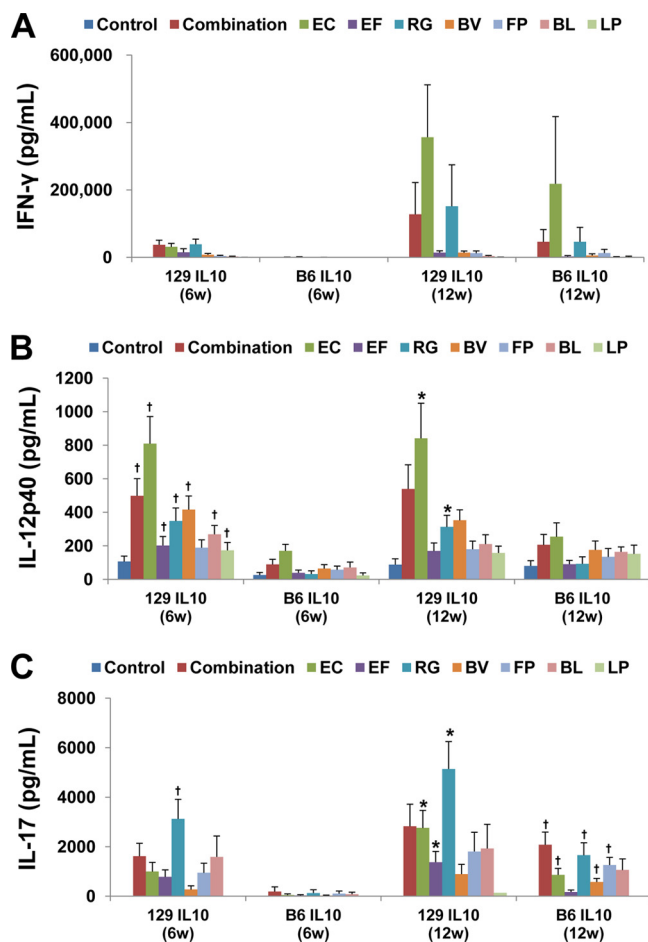 A
Control Combination EC EF RG BV FP BL LP
IFN-γ (pg/mL)
600,000
400,000
200,000
0
129 IL10 B6 IL10 129 IL10 B6 IL10
(6w) (6w) (12w) (12w)
B
Control Combination EC EF RG BV FP BL LP
IL-12p40 (pg/mL)
1200
1000
800
600
400
200
0
† † † † † † †
* *
129 IL10 B6 IL10 129 IL10 B6 IL10
(6w) (6w) (12w) (12w)
C
Control Combination EC EF RG BV FP BL LP
IL-17 (pg/mL)
8000
6000
4000
2000
0
† * * * † † † † †
129 IL10 B6 IL10 129 IL10 B6 IL10
(6w) (6w) (12w) (12w)